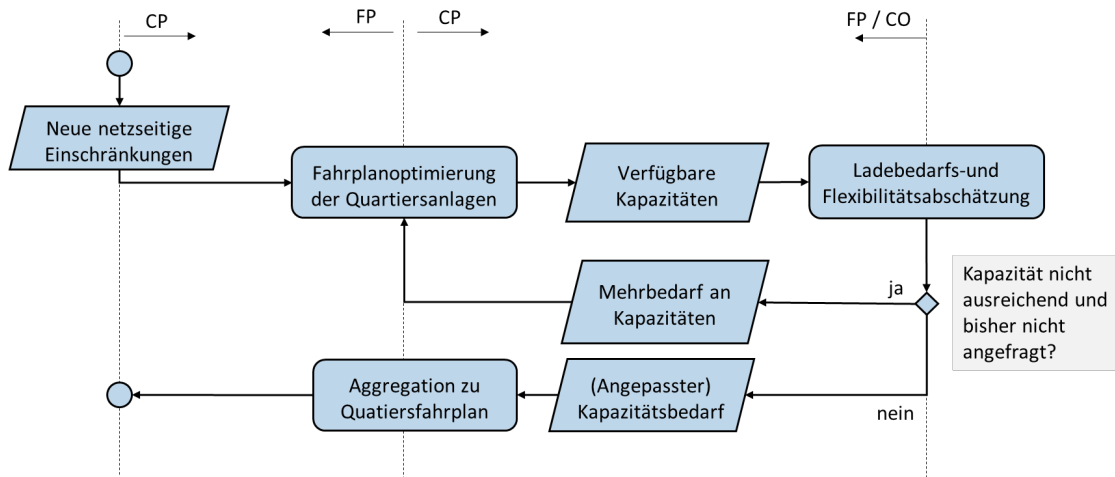 CP
FP
CP
FP / CO
Neue netzseitige
Einschränkungen
Fahrplanoptimierung
der Quartiersanlagen
Verfügbare
Kapazitäten
Ladebedarfs-und
Flexibilitätsabschätzung
Mehrbedarf an
Kapazitäten
ja
Kapazität nicht
ausreichend und
bisher nicht
angefragt?
Aggregation zu
Quatiersfahrplan
(Angepasster)
Kapazitätsbedarf
nein